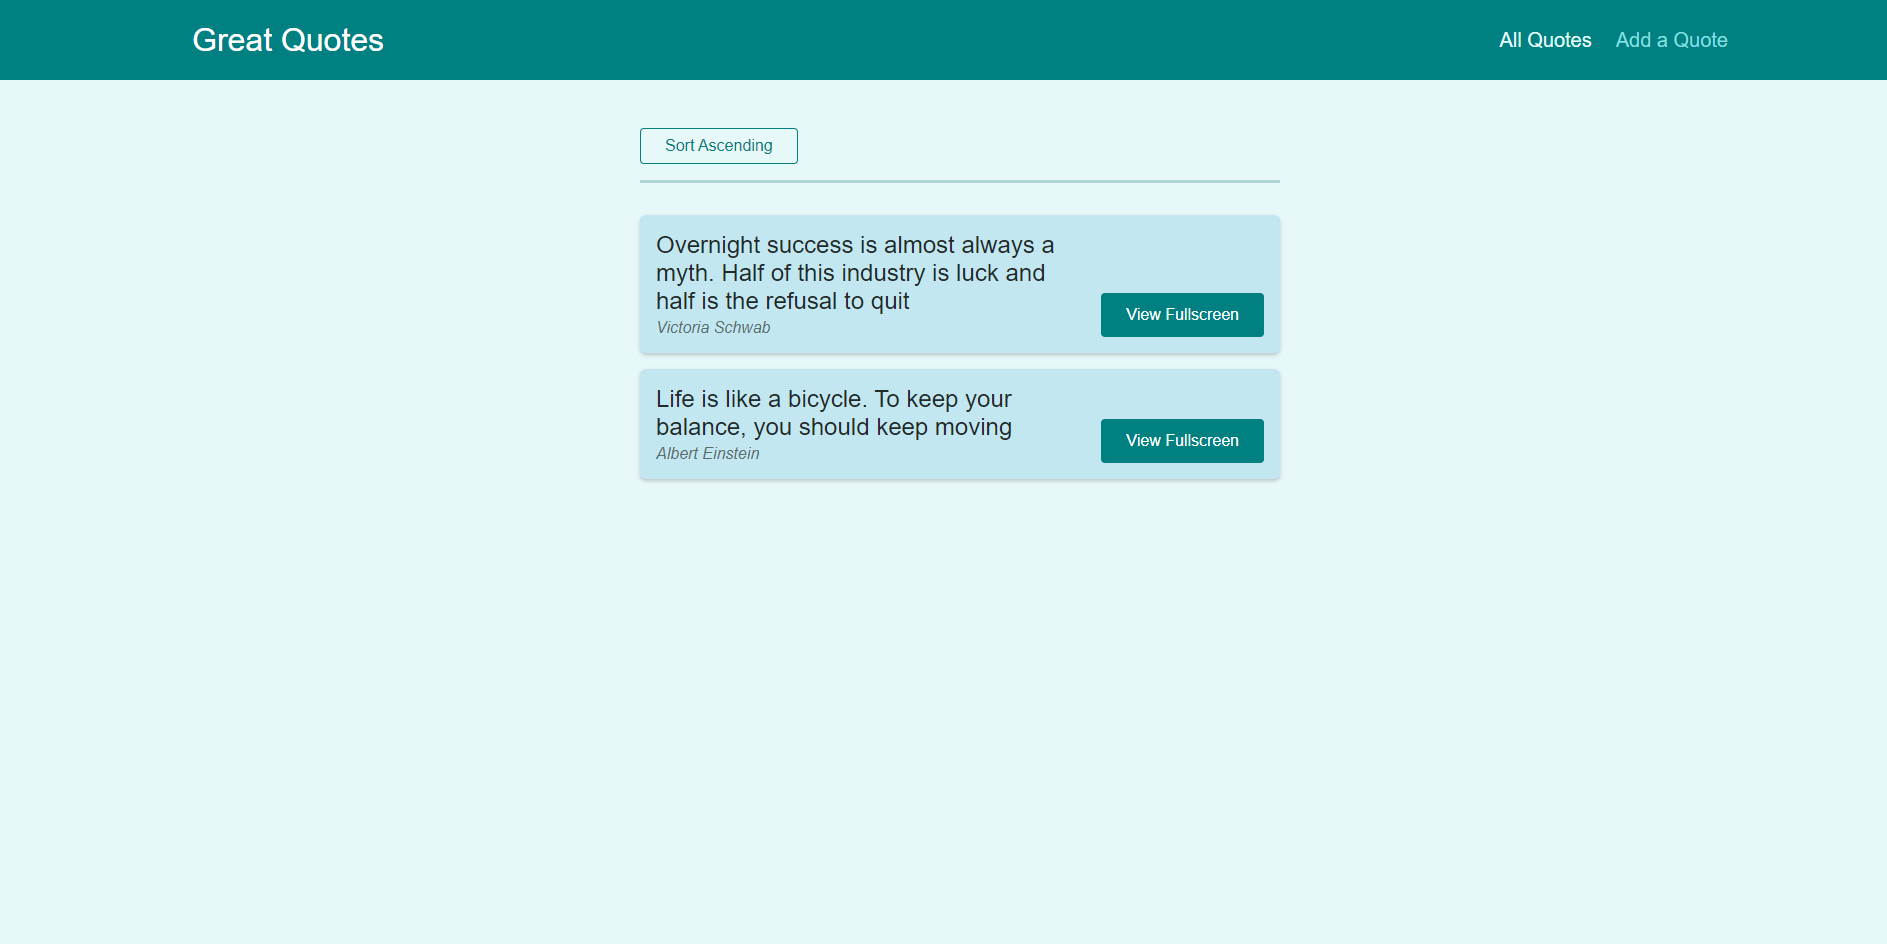 Great Quotes
All Quotes
Add a Quote
Sort Ascending
Overnight success is almost always a
myth. Half of this industry is luck and
half is the refusal to quit
Victoria Schwab
View Fullscreen
Life is like a bicycle. To keep your
balance, you should keep moving
Albert Einstein
View Fullscreen